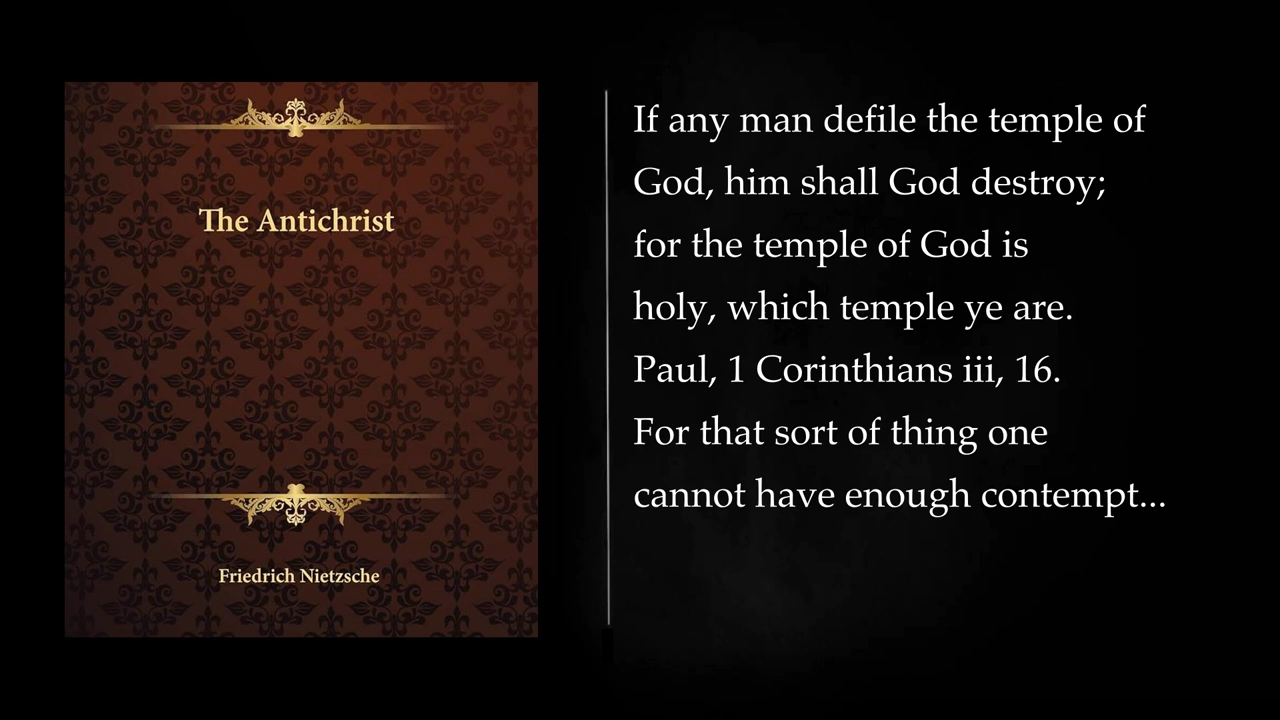 The Antichrist
Friedrich Nietzsche
If any man defile the temple of
God, him shall God destroy;
for the temple of God is
holy, which temple ye are.
Paul, 1 Corinthians iii, 16.
For that sort of thing one
cannot have enough contempt...